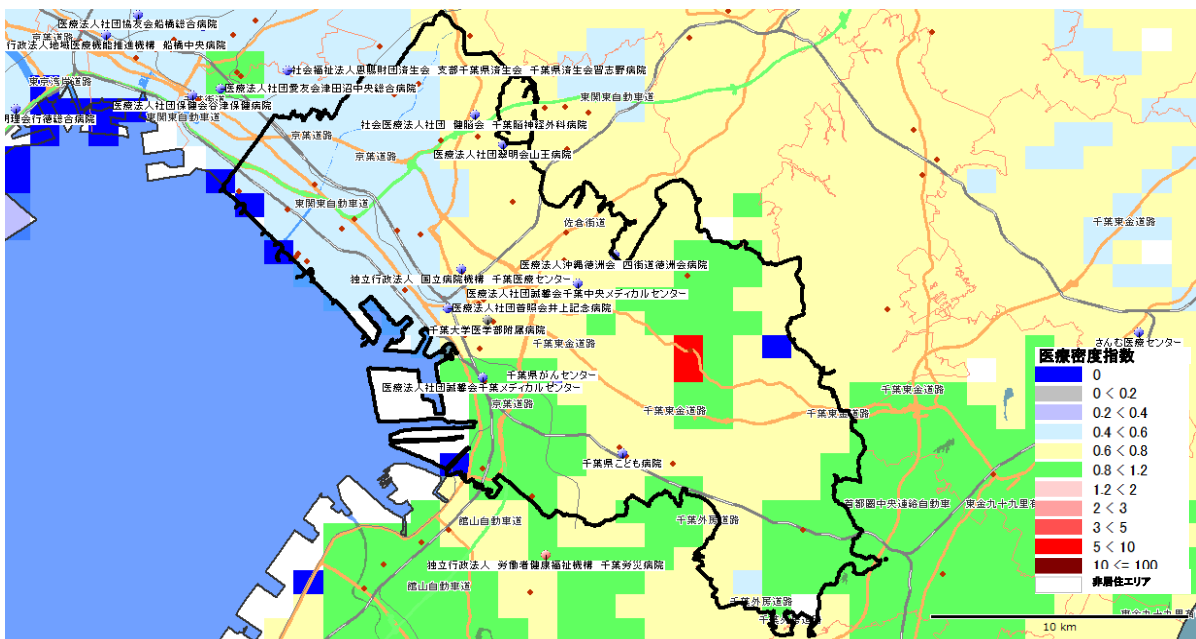 医療法人社団協友会船橋総合病院
京葉道路
行政法人地域医療機能推進機構 船橋中央病院
社会福祉法人恩賜財団済生会 支部千葉県済生会 千葉県済生会習志野病院
東京湾岸道路
医療法人社団愛友会津田沼中央総合病院
医療法人社団保健会谷津保健病院
明理会行徳総合病院
東関東自動車道
東関東自動車道
社会医療法人社団 健脳会 千葉脳神経外科病院
京葉道路
医療法人社団翠明会山王病院
京葉道路
東関東自動車道
佐倉街道
千葉東金道路
医療法人沖縄徳洲会 四街道徳洲会病院
独立行政法人 国立病院機構 千葉医療センター
医療法人社団誠馨会千葉中央メディカルセンター
医療法人社団普照会井上記念病院
千葉大学医学部附属病院
千葉東金道路
さんむ医療センター
医療密度指数
0
0 < 0.2
0.2 < 0.4
0.4 < 0.6
0.6 < 0.8
0.8 < 1.2
1.2 < 2
2 < 3
3 < 5
5 < 10
10 <= 100
非居住エリア
千葉県がんセンター
医療法人社団誠馨会千葉メディカルセンター
京葉道路
千葉東金道路
千葉東金道路
千葉東金道路
千葉県こども病院
館山自動車道
千葉外房道路
首都圏中央連絡自動車
東金九十九里有
独立行政法人 労働者健康福祉機構 千葉労災病院
館山自動車道
千葉外房道路
東金九十九里有
10 km